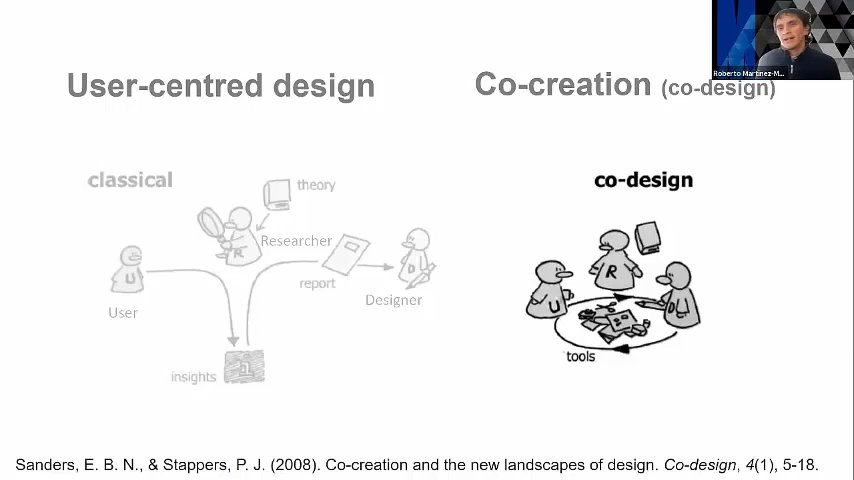 Roberto Martinez-M...
User-centred design
Co-creation (co-design)
classical
theory
R
Researcher
U
D
report
User
Designer
insights
co-design
R
U
D
tools
Sanders, E. B. N., & Stappers, P. J. (2008). Co-creation and the new landscapes of design. Co-design, 4(1), 5-18.